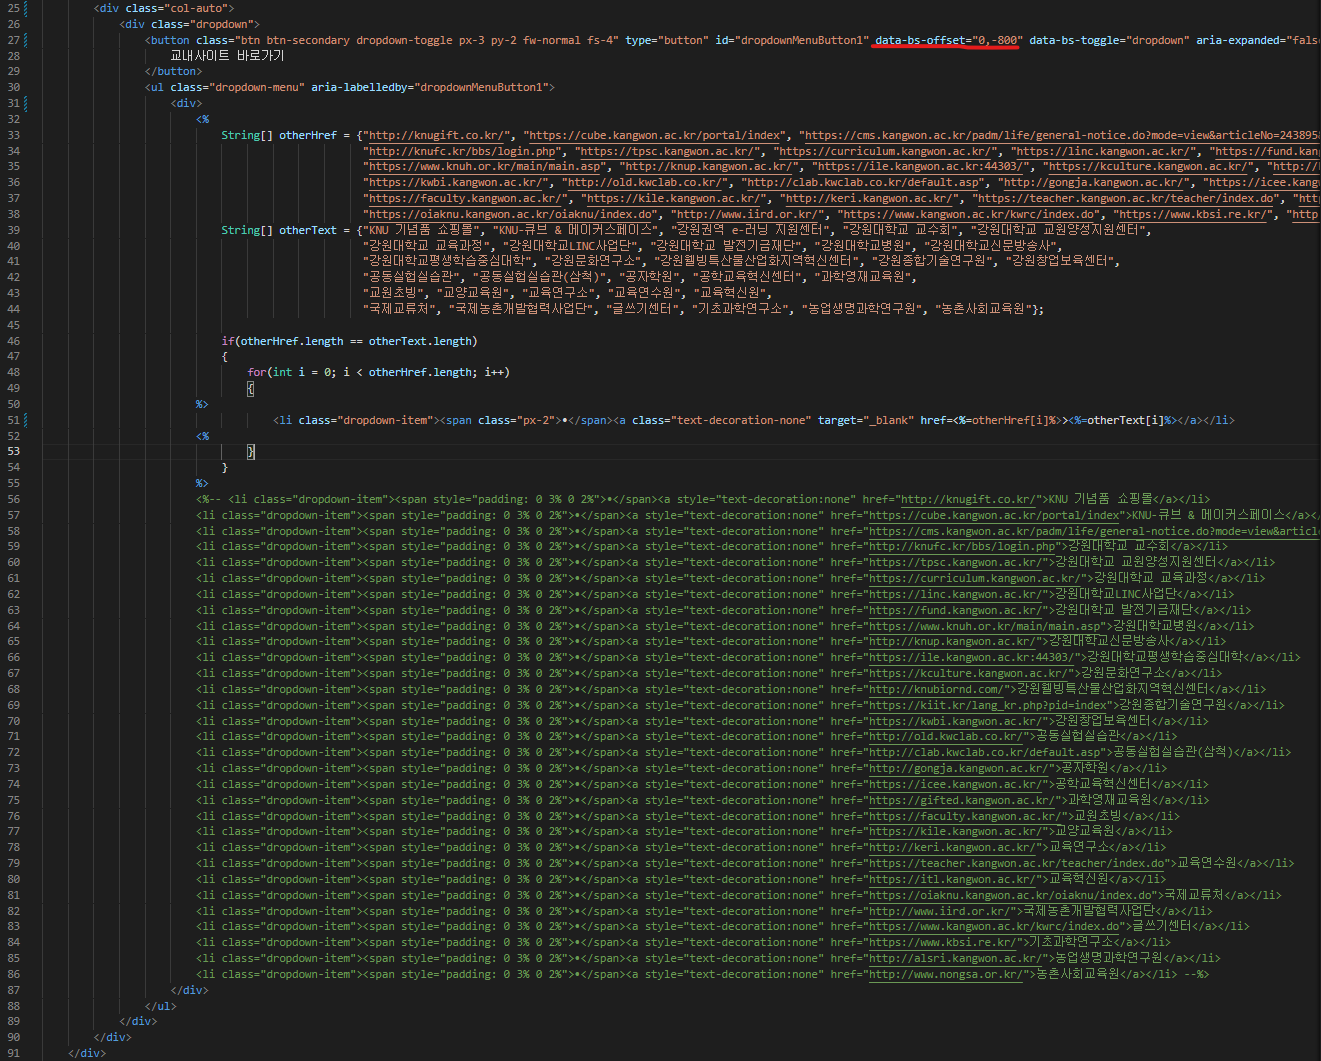 25 <div class="col-auto">
26 <div class="dropdown">
27 <button class="btn btn-secondary dropdown-toggle px-3 py-2 fw-normal fs-4" type="button" id="dropdownMenuButton1" data-bs-offset="0,-800" data-bs-toggle="dropdown" aria-expanded="false
28 교내사이트 바로가기
29 </button>
30 <ul class="dropdown-menu" aria-labelledby="dropdownMenuButton1">
31 <div>
32 <%
33 String[] otherHref = {"http://knugift.co.kr/", "https://cube.kangwon.ac.kr/portal/index", "https://cms.kangwon.ac.kr/padm/life/general-notice.do?mode=view&articleNo=243895&
34 "http://knufc.kr/bbs/login.php", "https://tpsc.kangwon.ac.kr/", "https://curriculum.kangwon.ac.kr/", "https://linc.kangwon.ac.kr/", "https://fund.kang
35 "https://www.knuh.or.kr/main/main.asp", "http://knup.kangwon.ac.kr/", "https://ile.kangwon.ac.kr:44303/", "https://kculture.kangwon.ac.kr/", "http://k
36 "https://kwbi.kangwon.ac.kr/", "http://old.kwclab.co.kr/", "http://clab.kwclab.co.kr/default.asp", "http://gongja.kangwon.ac.kr/", "https://icee.kangw
37 "https://faculty.kangwon.ac.kr/", "https://kile.kangwon.ac.kr/", "http://keri.kangwon.ac.kr/", "https://teacher.kangwon.ac.kr/teacher/index.do", "http
38 "https://oiaknu.kangwon.ac.kr/oiaknu/index.do", "http://www.iird.or.kr/", "https://www.kangwon.ac.kr/kwrc/index.do", "https://www.kbsi.re.kr/", "http:
39 String[] otherText = {"KNU 기념품 쇼핑몰", "KNU-큐브 & 메이커스페이스", "강원권역 e-러닝 지원센터", "강원대학교 교수회", "강원대학교 교원양성지원센터",
40 "강원대학교 교육과정", "강원대학교LINC사업단", "강원대학교 발전기금재단", "강원대학교병원", "강원대학교신문방송사",
41 "강원대학교평생학습중심대학", "강원문화연구소", "강원웰빙특산물산업화지역혁신센터", "강원종합기술연구원", "강원창업보육센터",
42 "공동실험실습관", "공동실험실습관(삼척)", "공자학원", "공학교육혁신센터", "과학영재교육원",
43 "교원초빙", "교양교육원", "교육연구소", "교육연수원", "교육혁신원",
44 "국제교류처", "국제농촌개발협력사업단", "글쓰기센터", "기초과학연구소", "농업생명과학연구원", "농촌사회교육원"};
45
46 if(otherHref.length == otherText.length)
47 {
48 for(int i = 0; i < otherHref.length; i++)
49 {
50 %>
51 <li class="dropdown-item"><span class="px-2">•</span><a class="text-decoration-none" target="_blank" href=<%=otherHref[i]%>><%=otherText[i]%></a></li>
52 <%
53 }
54 }
55 %>
56 <%-- <li class="dropdown-item"><span style="padding: 0 3% 0 2%">•</span><a style="text-decoration:none" href="http://knugift.co.kr/">KNU 기념품 쇼핑몰</a></li>
57 <li class="dropdown-item"><span style="padding: 0 3% 0 2%">•</span><a style="text-decoration:none" href="https://cube.kangwon.ac.kr/portal/index">KNU-큐브 & 메이커스페이스</a></
58 <li class="dropdown-item"><span style="padding: 0 3% 0 2%">•</span><a style="text-decoration:none" href="https://cms.kangwon.ac.kr/padm/life/general-notice.do?mode=view&articl
59 <li class="dropdown-item"><span style="padding: 0 3% 0 2%">•</span><a style="text-decoration:none" href="http://knufc.kr/bbs/login.php">강원대학교 교수회</a></li>
60 <li class="dropdown-item"><span style="padding: 0 3% 0 2%">•</span><a style="text-decoration:none" href="https://tpsc.kangwon.ac.kr/">강원대학교 교원양성지원센터</a></li>
61 <li class="dropdown-item"><span style="padding: 0 3% 0 2%">•</span><a style="text-decoration:none" href="https://curriculum.kangwon.ac.kr/">강원대학교 교육과정</a></li>
62 <li class="dropdown-item"><span style="padding: 0 3% 0 2%">•</span><a style="text-decoration:none" href="https://linc.kangwon.ac.kr/">강원대학교LINC사업단</a></li>
63 <li class="dropdown-item"><span style="padding: 0 3% 0 2%">•</span><a style="text-decoration:none" href="https://fund.kangwon.ac.kr/">강원대학교 발전기금재단</a></li>
64 <li class="dropdown-item"><span style="padding: 0 3% 0 2%">•</span><a style="text-decoration:none" href="https://www.knuh.or.kr/main/main.asp">강원대학교병원</a></li>
65 <li class="dropdown-item"><span style="padding: 0 3% 0 2%">•</span><a style="text-decoration:none" href="http://knup.kangwon.ac.kr/">강원대학교신문방송사</a></li>
66 <li class="dropdown-item"><span style="padding: 0 3% 0 2%">•</span><a style="text-decoration:none" href="https://ile.kangwon.ac.kr:44303/">강원대학교평생학습중심대학</a></li>
67 <li class="dropdown-item"><span style="padding: 0 3% 0 2%">•</span><a style="text-decoration:none" href="https://kculture.kangwon.ac.kr/">강원문화연구소</a></li>
68 <li class="dropdown-item"><span style="padding: 0 3% 0 2%">•</span><a style="text-decoration:none" href="http://knubiornd.com/">강원웰빙특산물산업화지역혁신센터</a></li>
69 <li class="dropdown-item"><span style="padding: 0 3% 0 2%">•</span><a style="text-decoration:none" href="https://kiit.kr/lang_kr.php?pid=index">강원종합기술연구원</a></li>
70 <li class="dropdown-item"><span style="padding: 0 3% 0 2%">•</span><a style="text-decoration:none" href="https://kwbi.kangwon.ac.kr/">강원창업보육센터</a></li>
71 <li class="dropdown-item"><span style="padding: 0 3% 0 2%">•</span><a style="text-decoration:none" href="http://old.kwclab.co.kr/">공동실험실습관</a></li>
72 <li class="dropdown-item"><span style="padding: 0 3% 0 2%">•</span><a style="text-decoration:none" href="http://clab.kwclab.co.kr/default.asp">공동실험실습관(삼척)</a></li>
73 <li class="dropdown-item"><span style="padding: 0 3% 0 2%">•</span><a style="text-decoration:none" href="http://gongja.kangwon.ac.kr/">공자학원</a></li>
74 <li class="dropdown-item"><span style="padding: 0 3% 0 2%">•</span><a style="text-decoration:none" href="https://icee.kangwon.ac.kr/">공학교육혁신센터</a></li>
75 <li class="dropdown-item"><span style="padding: 0 3% 0 2%">•</span><a style="text-decoration:none" href="https://gifted.kangwon.ac.kr/">과학영재교육원</a></li>
76 <li class="dropdown-item"><span style="padding: 0 3% 0 2%">•</span><a style="text-decoration:none" href="https://faculty.kangwon.ac.kr/">교원초빙</a></li>
77 <li class="dropdown-item"><span style="padding: 0 3% 0 2%">•</span><a style="text-decoration:none" href="https://kile.kangwon.ac.kr/">교양교육원</a></li>
78 <li class="dropdown-item"><span style="padding: 0 3% 0 2%">•</span><a style="text-decoration:none" href="http://keri.kangwon.ac.kr/">교육연구소</a></li>
79 <li class="dropdown-item"><span style="padding: 0 3% 0 2%">•</span><a style="text-decoration:none" href="https://teacher.kangwon.ac.kr/teacher/index.do">교육연수원</a></li>
80 <li class="dropdown-item"><span style="padding: 0 3% 0 2%">•</span><a style="text-decoration:none" href="https://itl.kangwon.ac.kr/">교육혁신원</a></li>
81 <li class="dropdown-item"><span style="padding: 0 3% 0 2%">•</span><a style="text-decoration:none" href="https://oiaknu.kangwon.ac.kr/oiaknu/index.do">국제교류처</a></li>
82 <li class="dropdown-item"><span style="padding: 0 3% 0 2%">•</span><a style="text-decoration:none" href="http://www.iird.or.kr/">국제농촌개발협력사업단</a></li>
83 <li class="dropdown-item"><span style="padding: 0 3% 0 2%">•</span><a style="text-decoration:none" href="https://www.kangwon.ac.kr/kwrc/index.do">글쓰기센터</a></li>
84 <li class="dropdown-item"><span style="padding: 0 3% 0 2%">•</span><a style="text-decoration:none" href="https://www.kbsi.re.kr/">기초과학연구소</a></li>
85 <li class="dropdown-item"><span style="padding: 0 3% 0 2%">•</span><a style="text-decoration:none" href="http://alsri.kangwon.ac.kr/">농업생명과학연구원</a></li>
86 <li class="dropdown-item"><span style="padding: 0 3% 0 2%">•</span><a style="text-decoration:none" href="http://www.nongsa.or.kr/">농촌사회교육원</a></li> --%>
87 </div>
88 </ul>
89 </div>
90 </div>
91 </div>